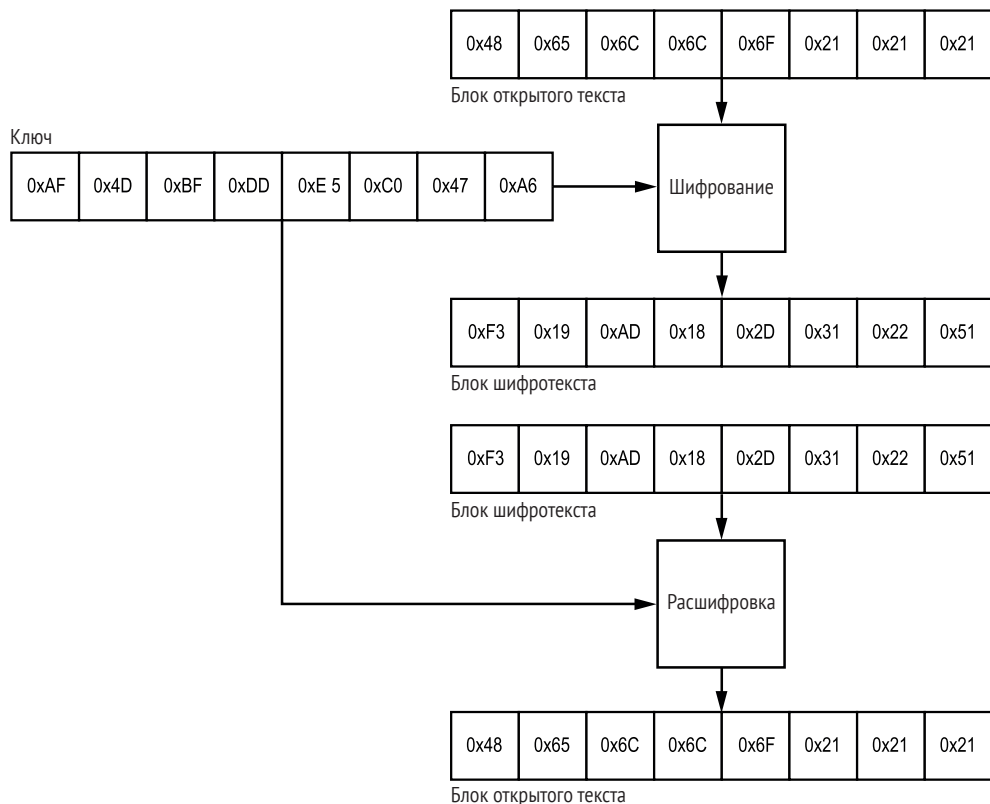 0x48 0x65 0x6C 0x6C 0x6F 0x21 0x21 0x21
Блок открытого текста
Ключ
0xAF 0x4D 0xBF 0xDD 0xE 5 0xC0 0x47 0xA6
Шифрование
0xF3 0x19 0xAD 0x18 0x2D 0x31 0x22 0x51
Блок шифротекста
0xF3 0x19 0xAD 0x18 0x2D 0x31 0x22 0x51
Блок шифротекста
Расшифровка
0x48 0x65 0x6C 0x6C 0x6F 0x21 0x21 0x21
Блок открытого текста